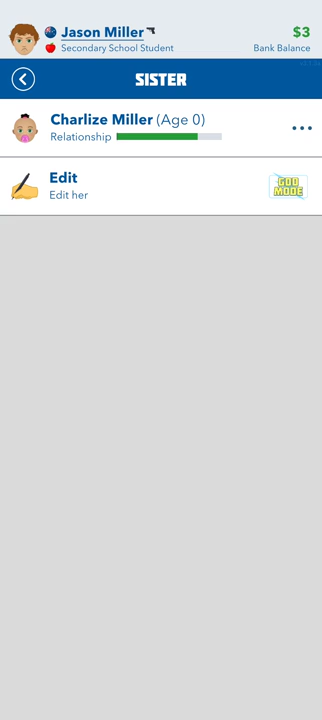 Jason Miller
$3
Secondary School Student
Bank Balance
SISTER
Charlize Miller (Age 0)
Relationship
Edit
Edit her
GOD
MODE